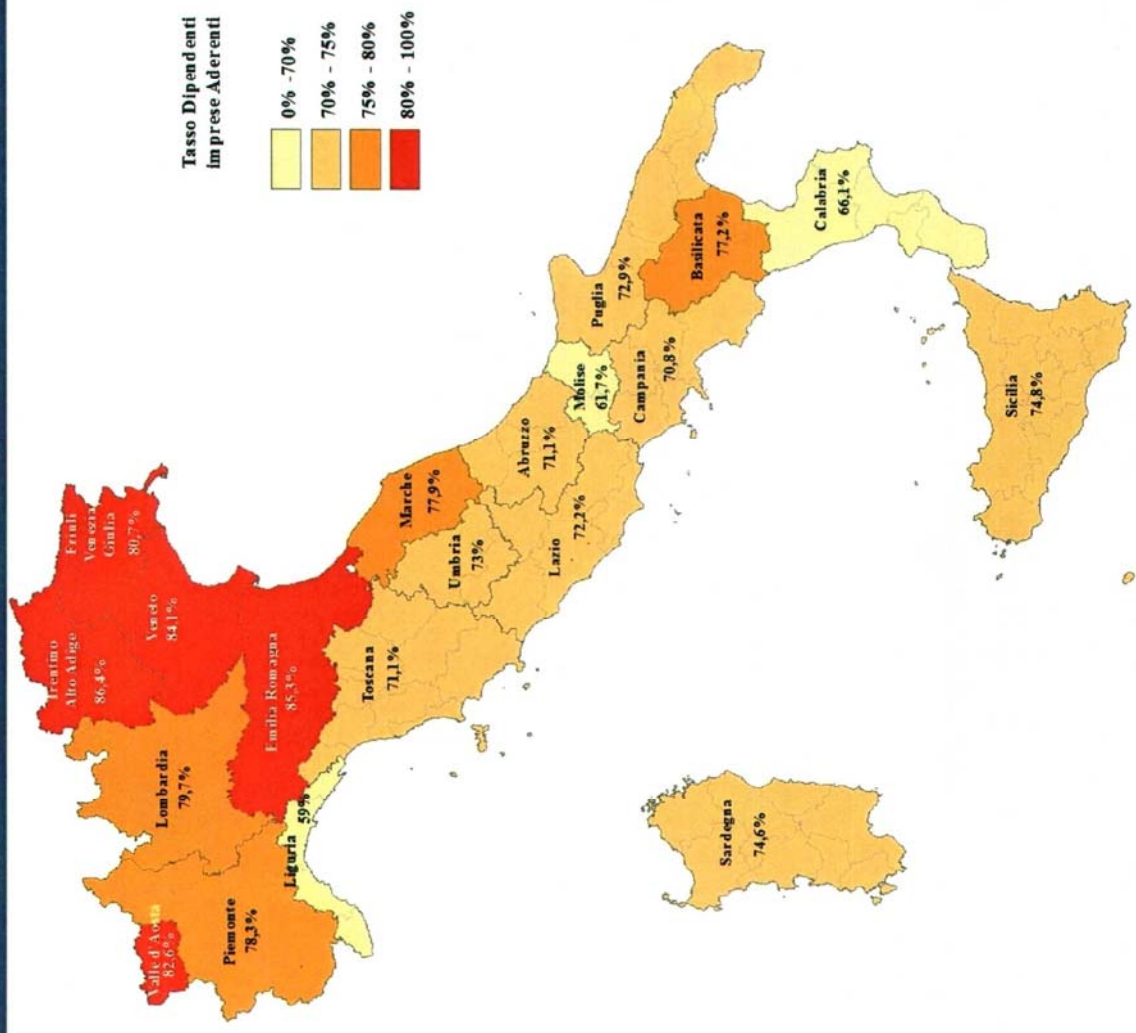 Tasso Dipendenti
imprese Aderenti
0% -70%
70% - 75%
75% - 80%
80% - 100%
Trentino
Alto Adige
86,4%
Friuli
Venezia
Giulia
80,7%
Veneto
84,1%
Valle d'Aosta
82,6%
Lombardia
79,7%
Piemonte
78,3%
Emilia Romagna
85,3%
Liguria
59%
Toscana
71,1%
Marche
77,9%
Umbria
73%
Lazio
72,2%
Abruzzo
71,1%
Molise
61,7%
Campania
70,8%
Puglia
72,9%
Basilicata
77,2%
Calabria
66,1%
Sicilia
74,8%
Sardegna
74,6%